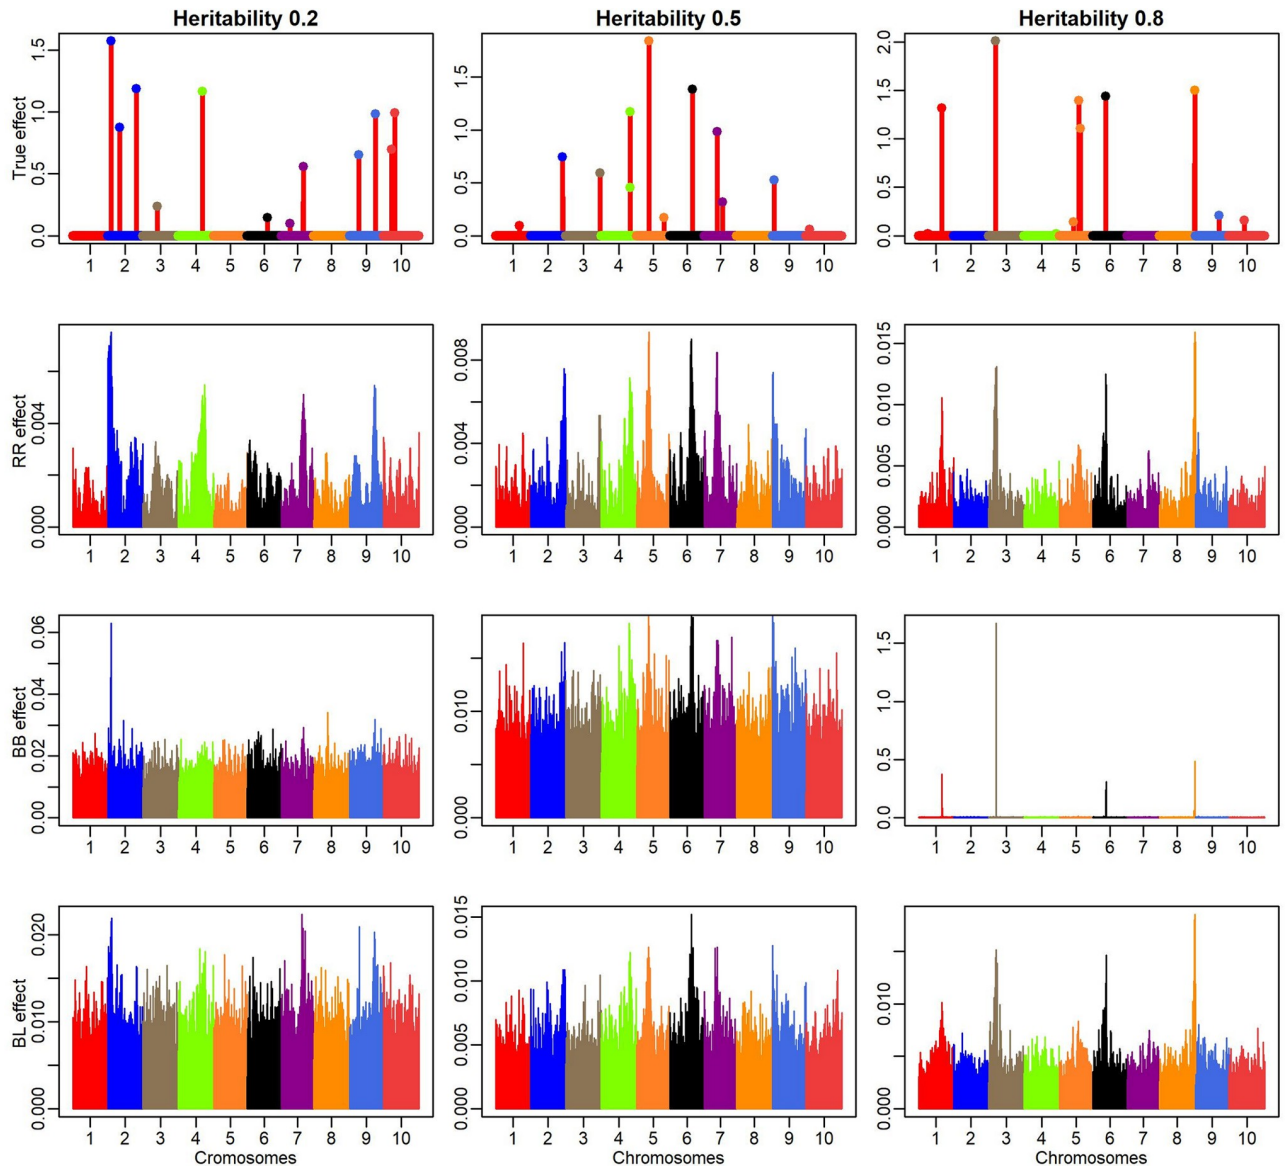 Heritability 0.2 Heritability 0.5 Heritability 0.8
True effect
0.0 0.5 1.0 1.5
0.0 0.5 1.0 1.5
0.0 0.5 1.0 1.5 2.0
1 2 3 4 5 6 7 8 9 10
1 2 3 4 5 6 7 8 9 10
1 2 3 4 5 6 7 8 9 10
RR effect
0.000 0.004
0.000 0.004 0.008
0.000 0.005 0.010 0.015
1 2 3 4 5 6 7 8 9 10
1 2 3 4 5 6 7 8 9 10
1 2 3 4 5 6 7 8 9 10
BB effect
0.00 0.02 0.04 0.06
0.000 0.010
0.0 0.5 1.5
1 2 3 4 5 6 7 8 9 10
1 2 3 4 5 6 7 8 9 10
1 2 3 4 5 6 7 8 9 10
BL effect
0.000 0.010 0.020
0.000 0.005 0.010 0.015
0.000 0.010
1 2 3 4 5 6 7 8 9 10
1 2 3 4 5 6 7 8 9 10
1 2 3 4 5 6 7 8 9 10
Cromosomes Chromosomes Chromosomes